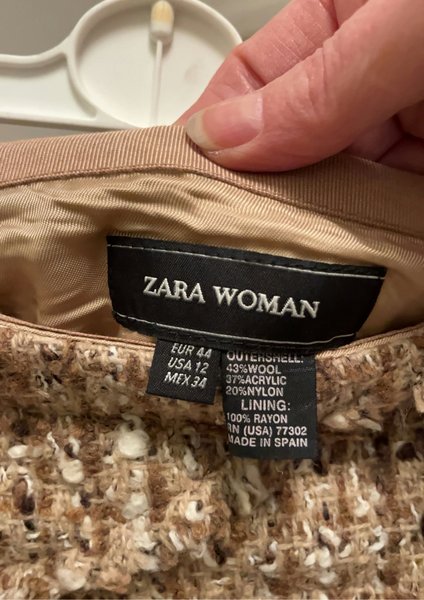 ZARA WOMAN
EUR 44
USA 12
MEX 34
OUTERSHELL:
43%WOOL
37%ACRYLIC
20%NYLON
LINING:
100% RAYON
RN (USA) 77302
MADE IN SPAIN